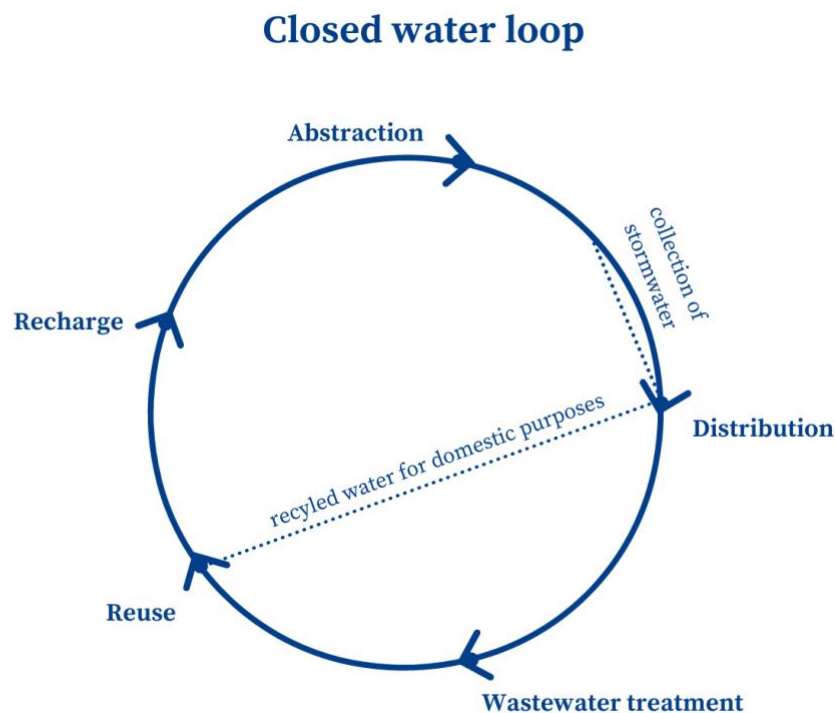 Closed water loop
Abstraction
collection of
stormwater
Recharge
Distribution
recyled water for domestic purposes
Reuse
Wastewater treatment